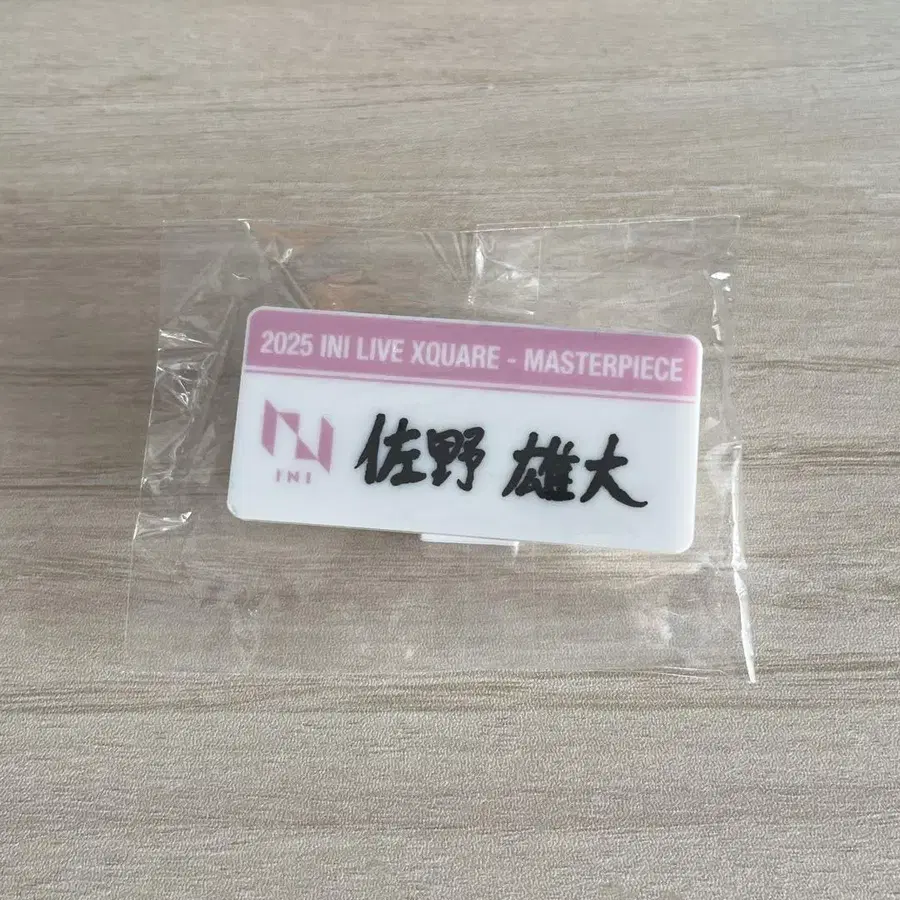 2025 INI LIVE XQUARE - MASTERPIECE
INI
佐野 雄大